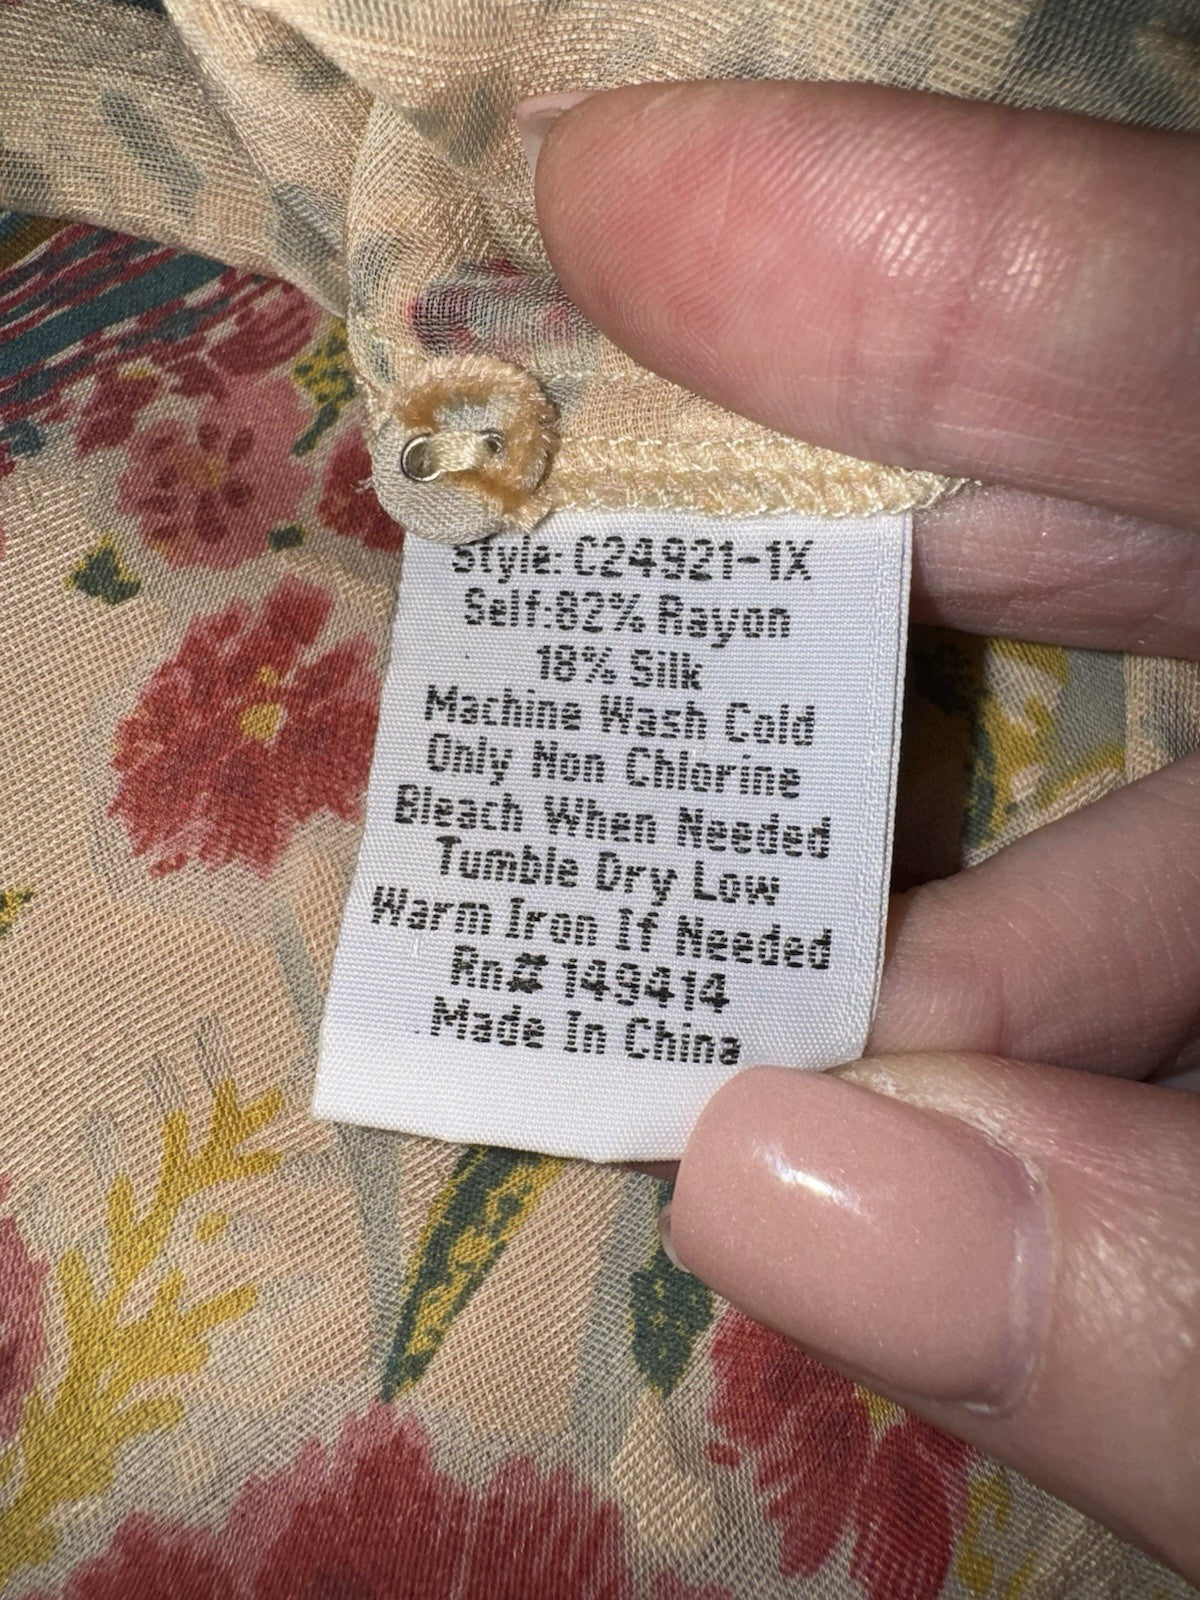 Style: C24921-1X
Self:82% Rayon
18% Silk
Machine Wash Cold
Only Non Chlorine
Bleach When Needed
Tumble Dry Low
Warm Iron If Needed
Rn# 149414
Made In China